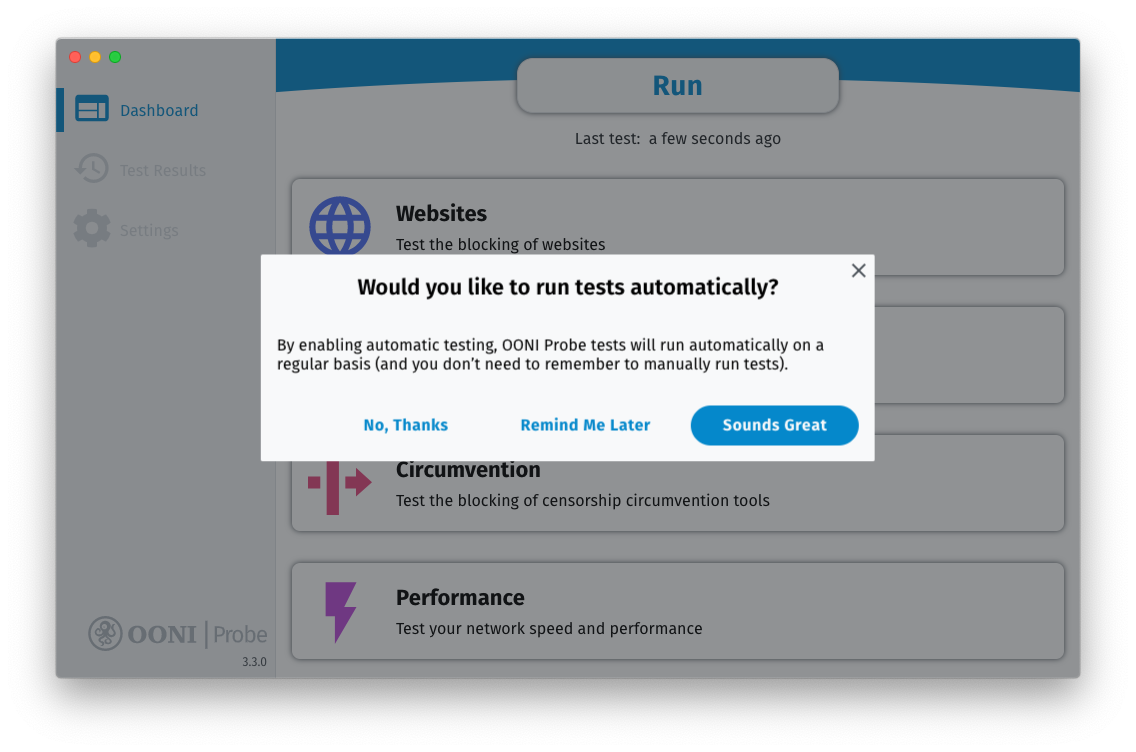 Dashboard
Test Results
Settings
OONI Probe
3.3.0
Run
Last test: a few seconds ago
Websites
Test the blocking of websites
Would you like to run tests automatically?
By enabling automatic testing, OONI Probe tests will run automatically on a
regular basis (and you don’t need to remember to manually run tests).
No, Thanks
Remind Me Later
Sounds Great
Circumvention
Test the blocking of censorship circumvention tools
Performance
Test your network speed and performance